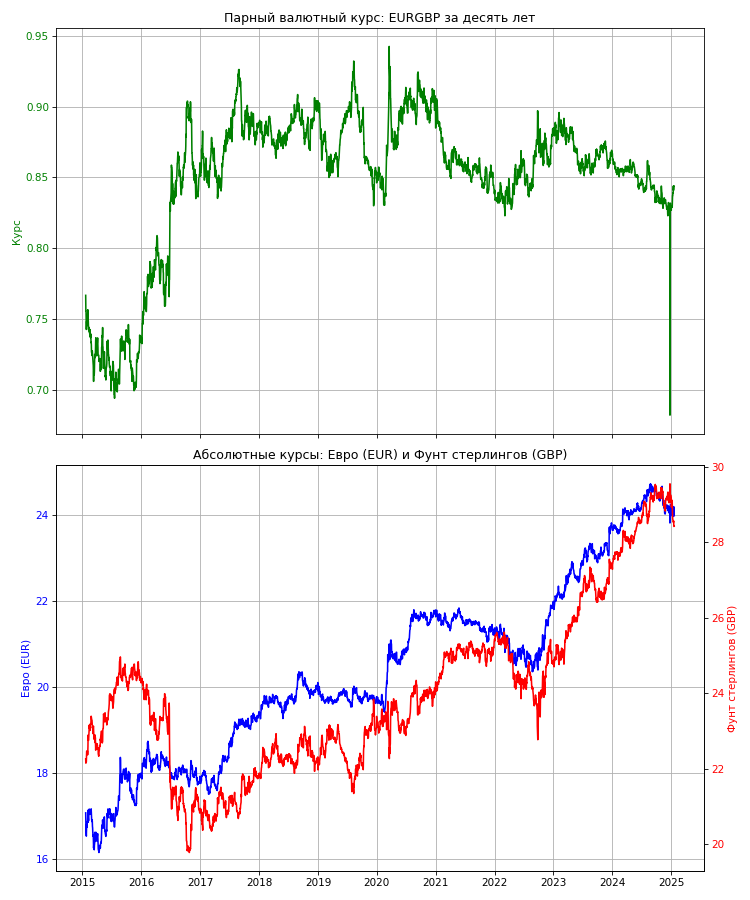 Парный валютный курс: EURGBP за десять лет
0.95
0.90
0.85
0.80
0.75
0.70
Курс
Абсолютные курсы: Евро (EUR) и Фунт стерлингов (GBP)
24
22
20
18
16
Евро (EUR)
30
28
26
24
22
20
Фунт стерлингов (GBP)
2015 2016 2017 2018 2019 2020 2021 2022 2023 2024 2025